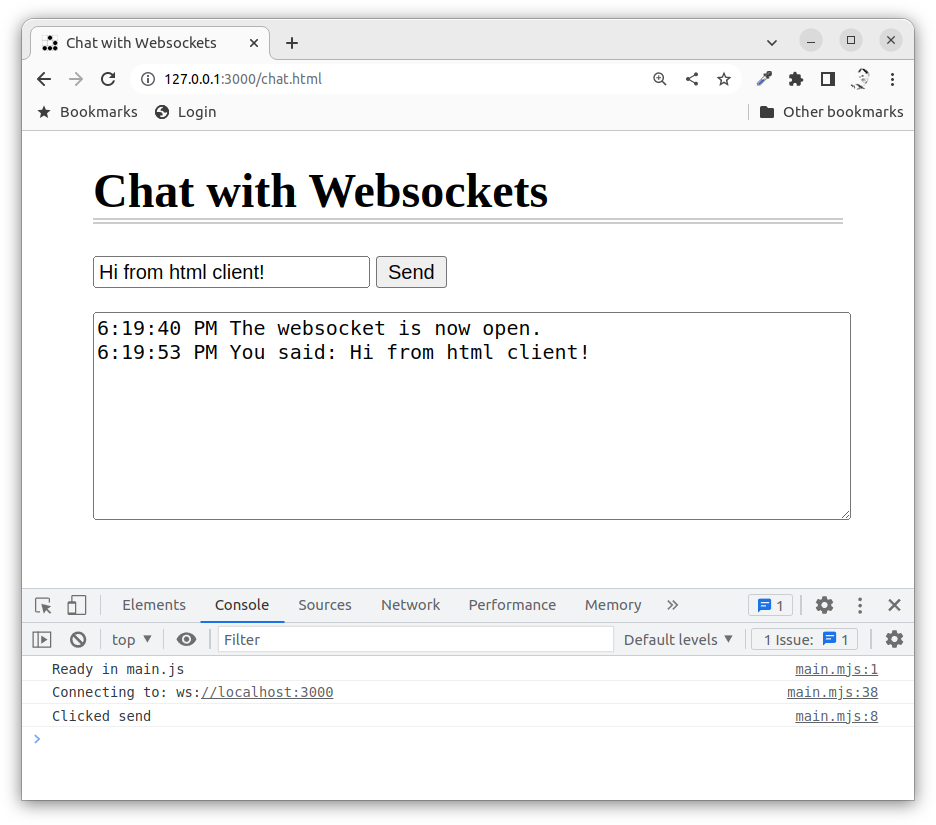 Chat with Websockets
127.0.0.1:3000/chat.html
Bookmarks Login Other bookmarks
Chat with Websockets
Hi from html client! Send
6:19:40 PM The websocket is now open.
6:19:53 PM You said: Hi from html client!
Elements Console Sources Network Performance Memory 1
top Filter Default levels 1 Issue: 1
Ready in main.js main.mjs:1
Connecting to: ws://localhost:3000 main.mjs:38
Clicked send main.mjs:8